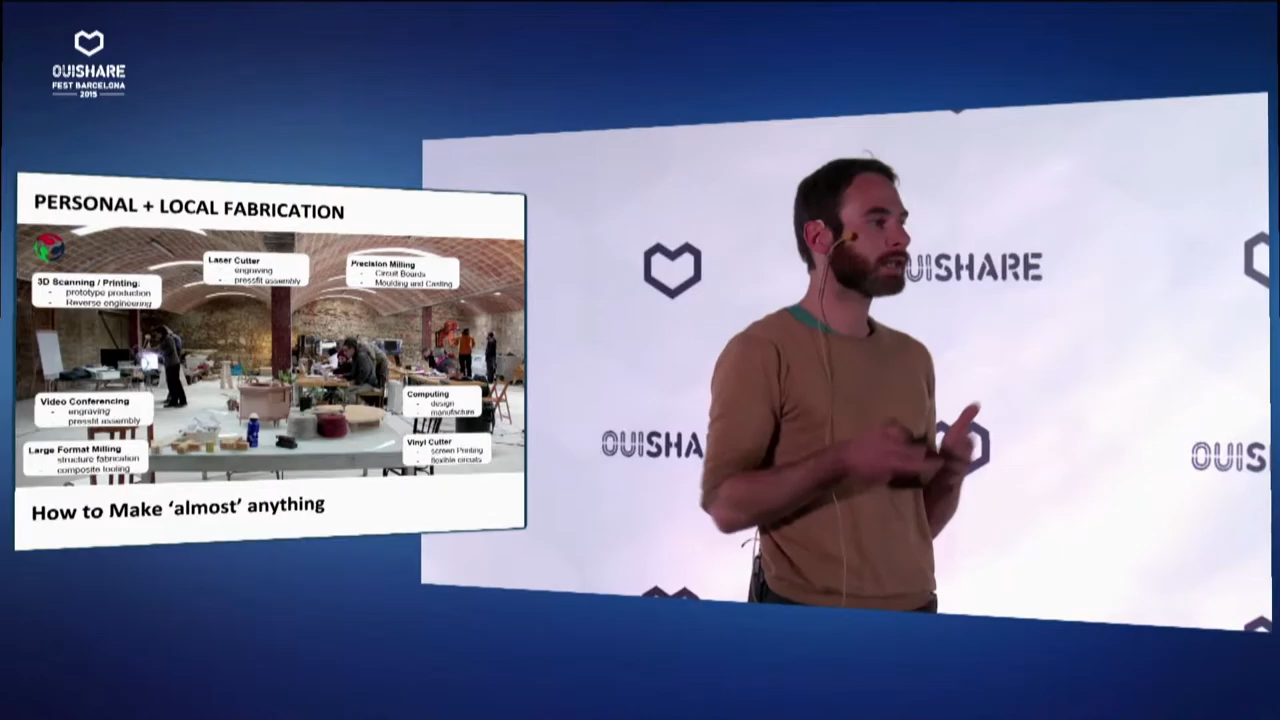 OUISHARE
FEST BARCELONA
2015
PERSONAL + LOCAL FABRICATION
Laser Cutter
- engraving
- pressfit assembly
Precision Milling
- Circuit Boards
- Moulding and Casting
3D Scanning / Printing:
- prototype production
- Reverse engineering
Video Conferencing
- engraving
- pressfit assembly
Computing
- design
- manufacture
Large Format Milling
- structure fabrication
- composite tooling
Vinyl Cutter
- screen Printing
- flexible circuits
How to Make ‘almost’ anything
UISHARE
OUISHA
OUIS